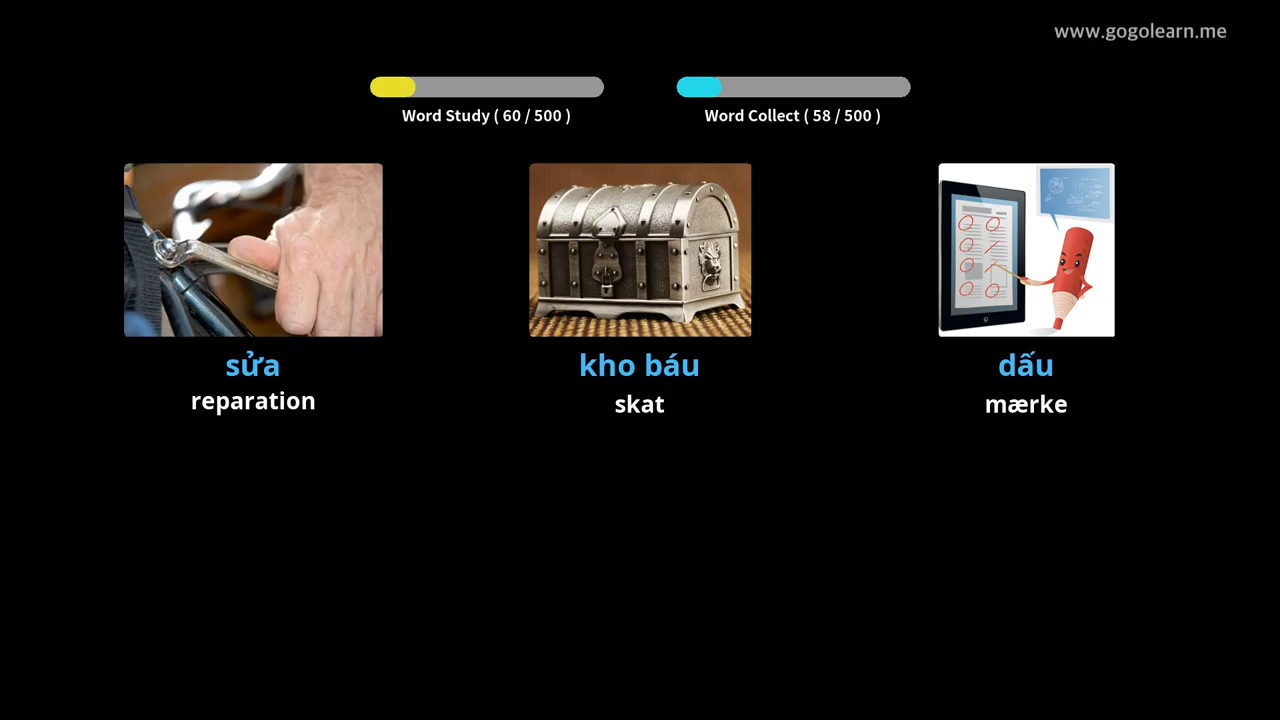 www.gogolearn.me
Word Study ( 60 / 500 )
Word Collect ( 58 / 500 )
sửa
reparation
kho báu
skat
dấu
mærke